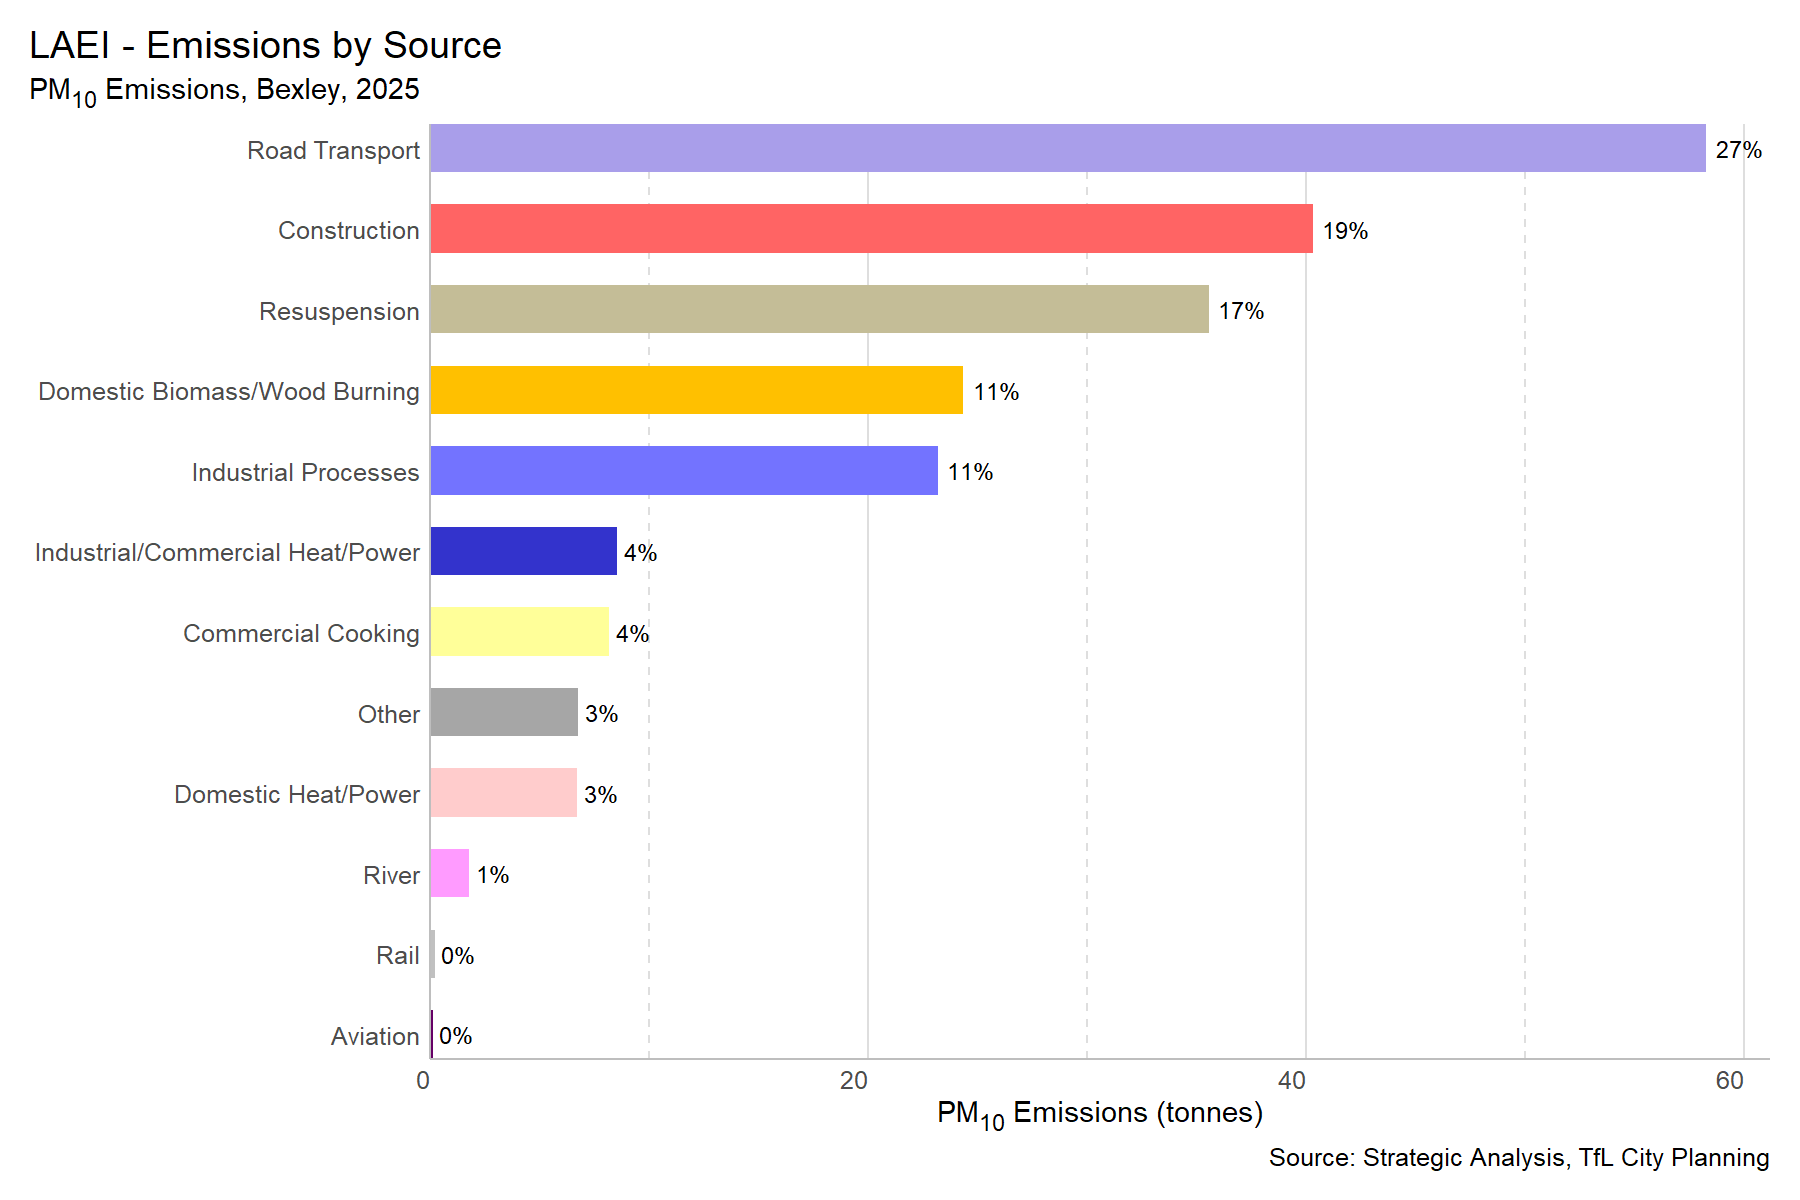 LAEI - Emissions by Source
PM10 Emissions, Bexley, 2025
Road Transport 27%
Construction 19%
Resuspension 17%
Domestic Biomass/Wood Burning 11%
Industrial Processes 11%
Industrial/Commercial Heat/Power 4%
Commercial Cooking 4%
Other 3%
Domestic Heat/Power 3%
River 1%
Rail 0%
Aviation 0%
0 20 40 60
PM10 Emissions (tonnes)
Source: Strategic Analysis, TfL City Planning